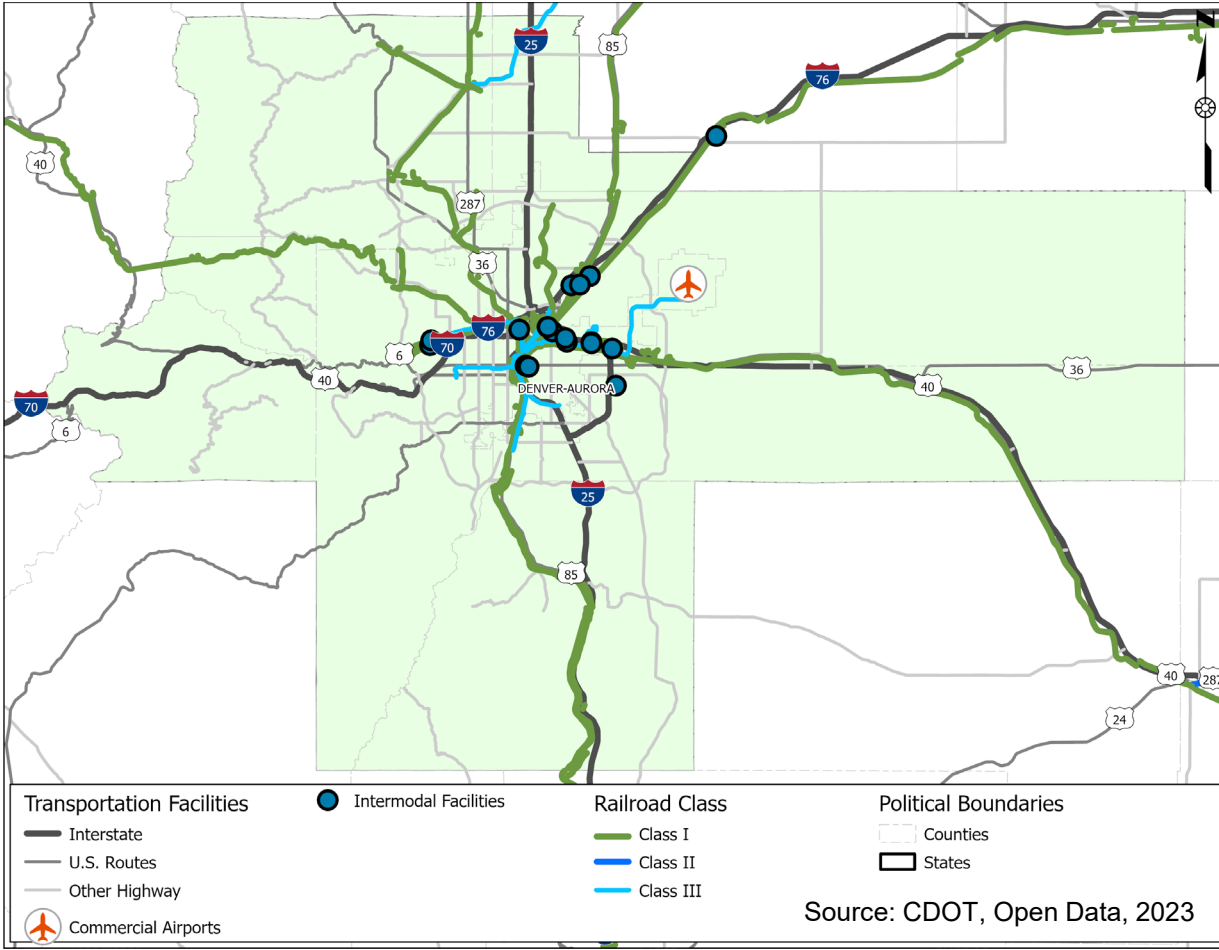 25
85
76
40
287
36
76
70
6
40
70
6
DENVER-AURORA
36
40
25
85
40
287
24
Transportation Facilities
Interstate
U.S. Routes
Other Highway
Commercial Airports
Intermodal Facilities
Railroad Class
Class I
Class II
Class III
Political Boundaries
Counties
States
Source: CDOT, Open Data, 2023